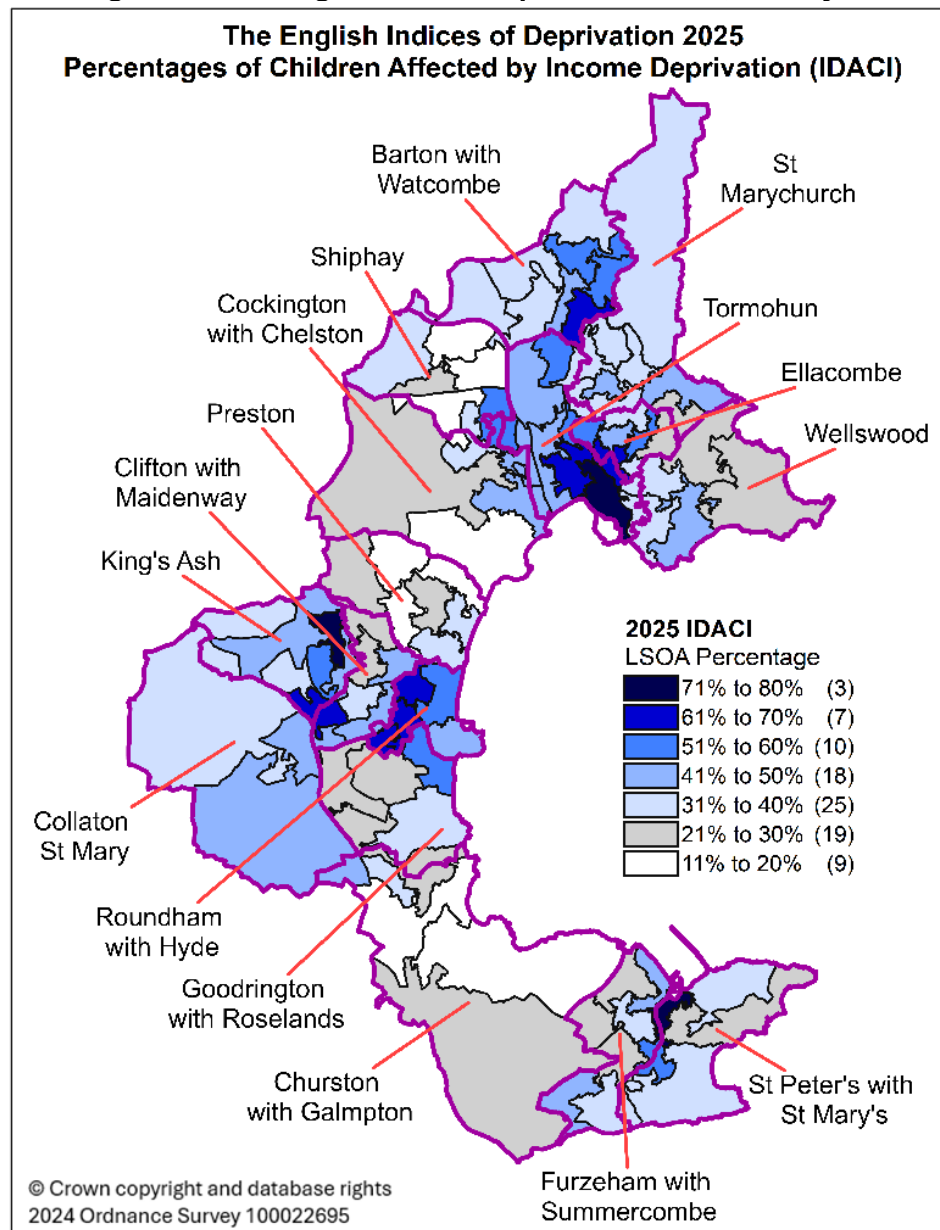 The English Indices of Deprivation 2025
Percentages of Children Affected by Income Deprivation (IDACI)
Barton with
Watcombe
St
Marychurch
Shiphay
Cockington
with Chelston
Tormohun
Preston
Ellacombe
Clifton with
Maidenway
Wellswood
King's Ash
2025 IDACI
LSOA Percentage
71% to 80% (3)
61% to 70% (7)
51% to 60% (10)
41% to 50% (18)
31% to 40% (25)
21% to 30% (19)
11% to 20% (9)
Collaton
St Mary
Roundham
with Hyde
Goodrington
with Roselands
Churston
with Galmpton
St Peter's with
St Mary's
Furzeham with
Summercombe
© Crown copyright and database rights
2024 Ordnance Survey 100022695